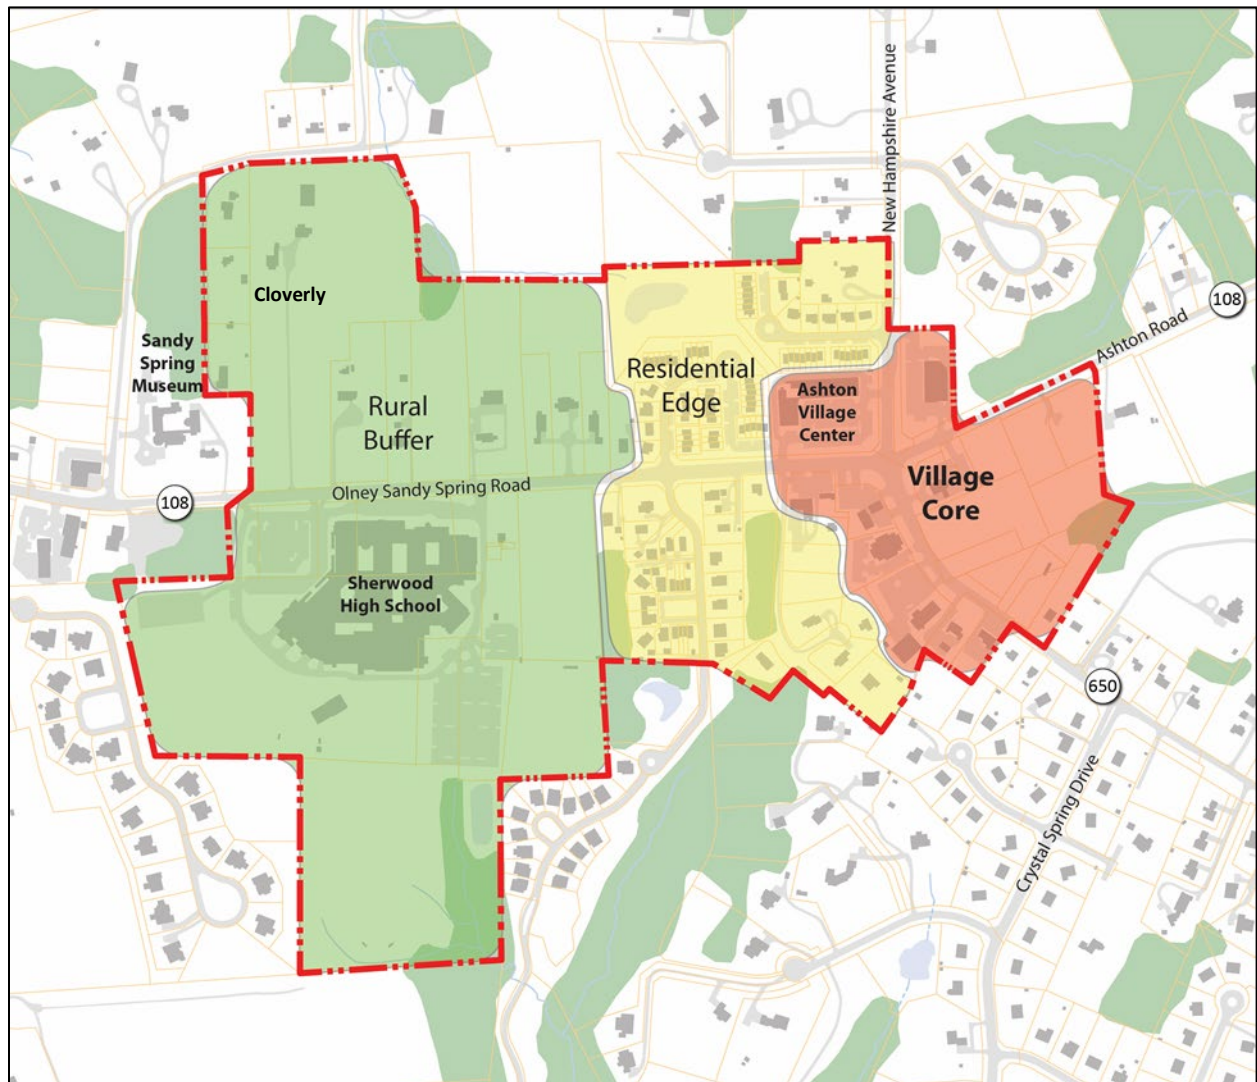 New Hampshire Avenue
Cloverly
108
Ashton Road
Sandy
Spring
Museum
Residential
Edge
Ashton
Village
Center
Rural
Buffer
Village
Core
Olney Sandy Spring Road
108
Sherwood
High School
650
Crystal Spring Drive